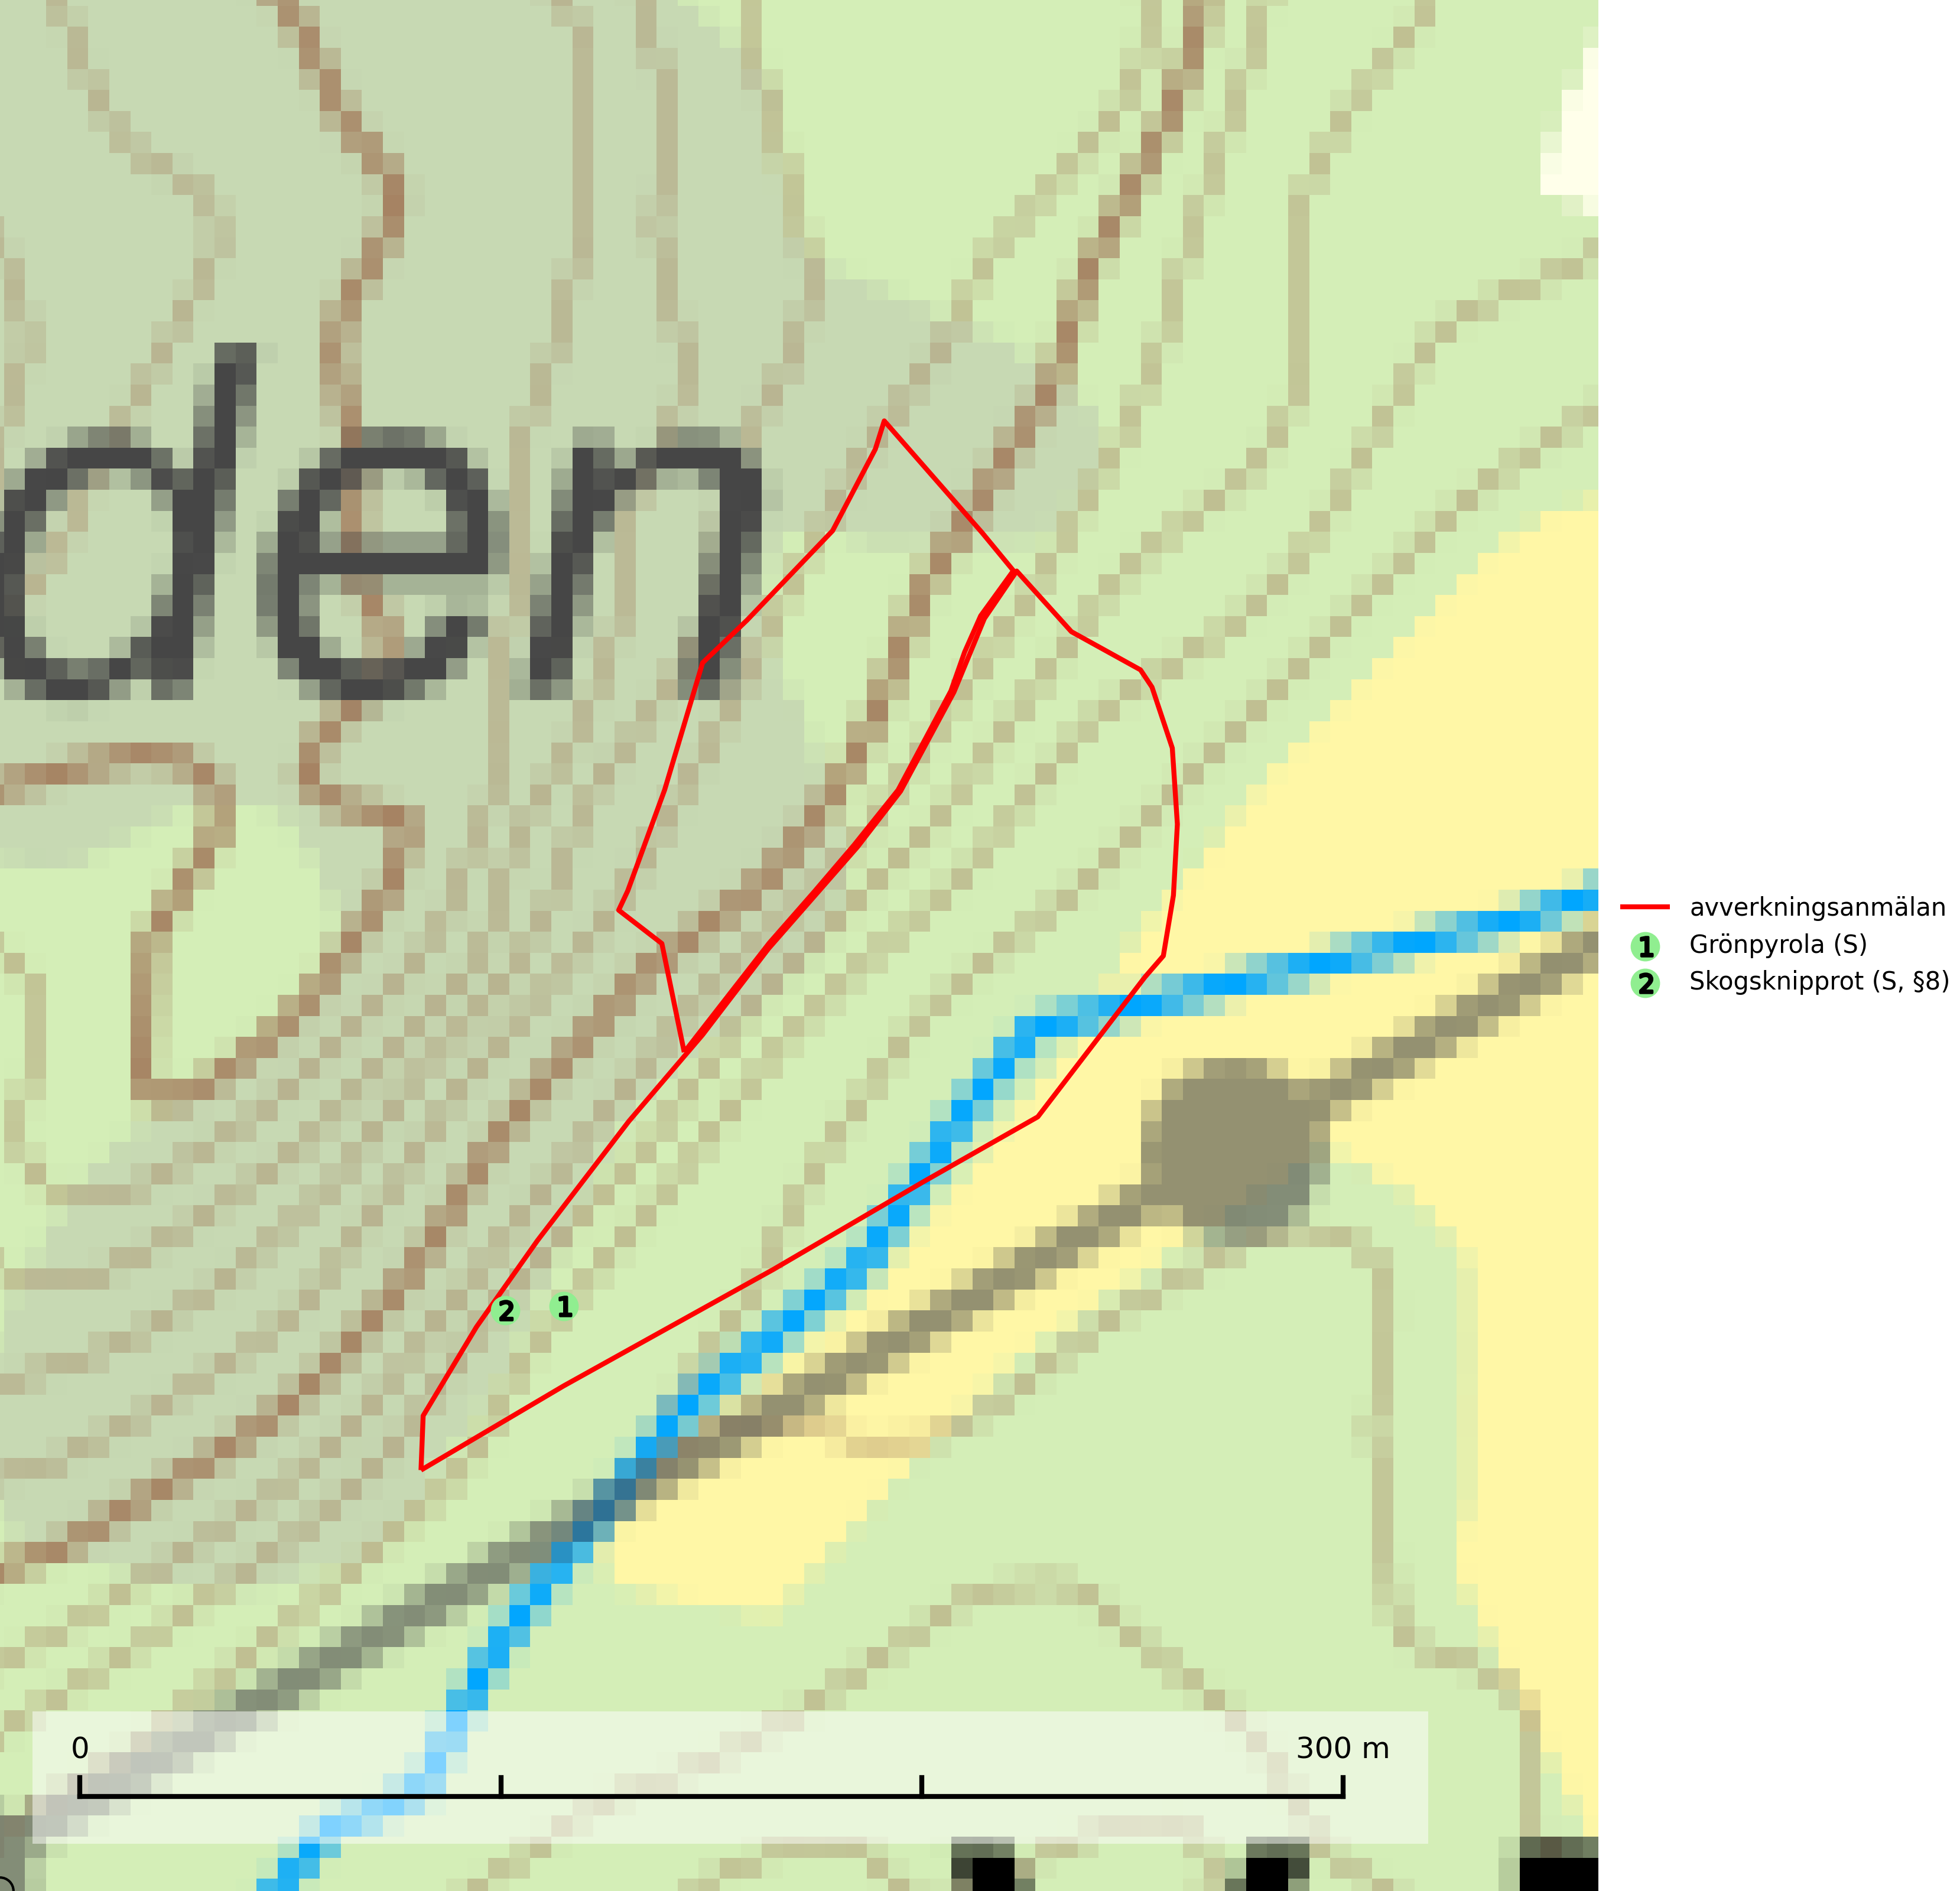 den
avverkningsanmälan
1 Grönpyrola (S)
2 Skogsknipprot (S, §8)
2 1
0 300 m